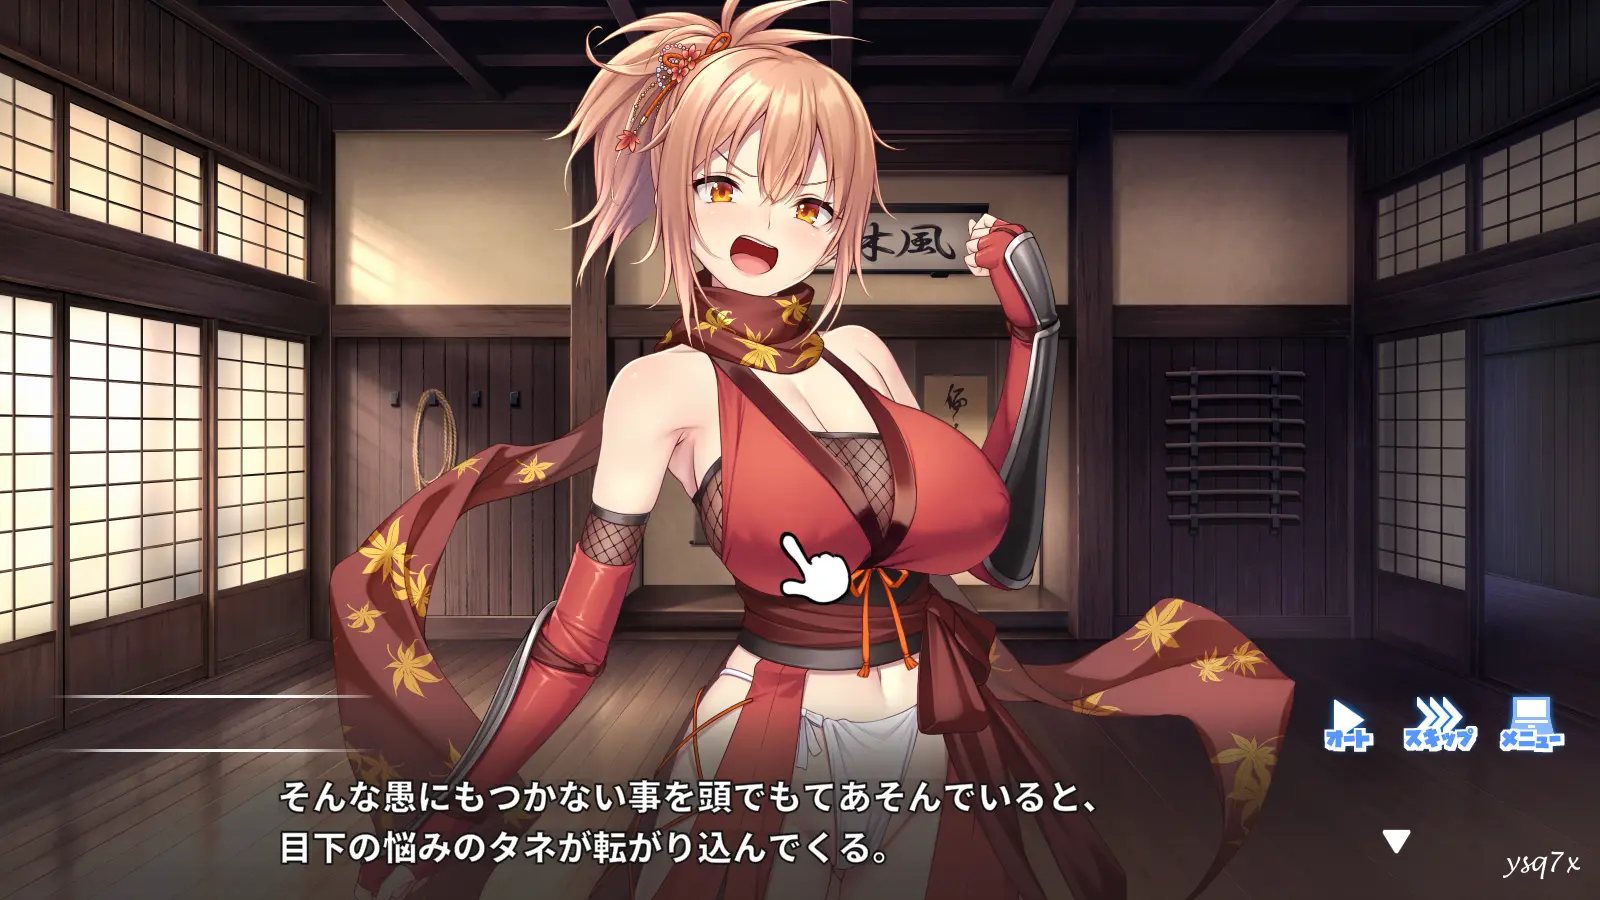 木風
そんな愚にもつかない事を頭でもてあそんでいると、
目下の悩みのタネが転がり込んでくる。
オート
スキップ
メニュー
ysq7x